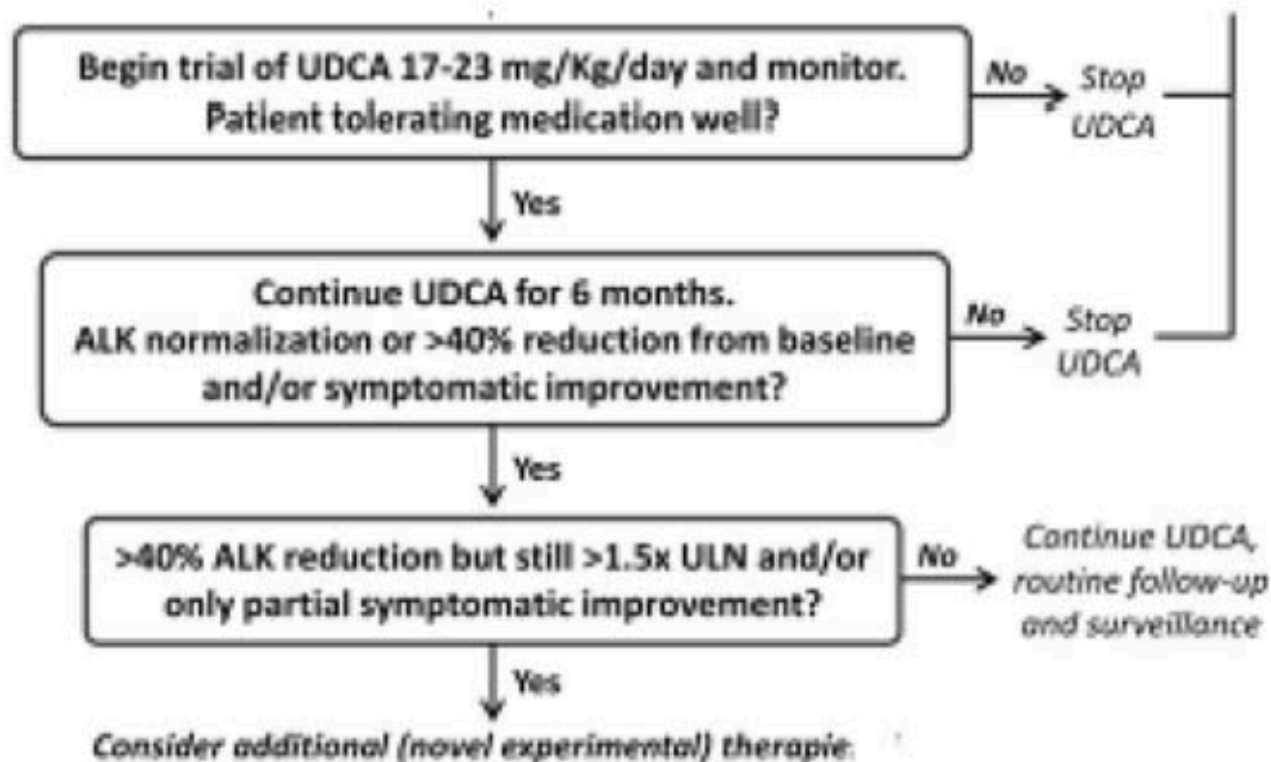 Begin trial of UDCA 17-23 mg/Kg/day and monitor.
Patient tolerating medication well?
No
Stop
UDCA
Yes
Continue UDCA for 6 months.
ALK normalization or >40% reduction from baseline
and/or symptomatic improvement?
No
Stop
UDCA
Yes
>40% ALK reduction but still >1.5x ULN and/or
only partial symptomatic improvement?
No
Continue UDCA,
routine follow-up
and surveillance
Yes
Consider additional (novel experimental) therapie